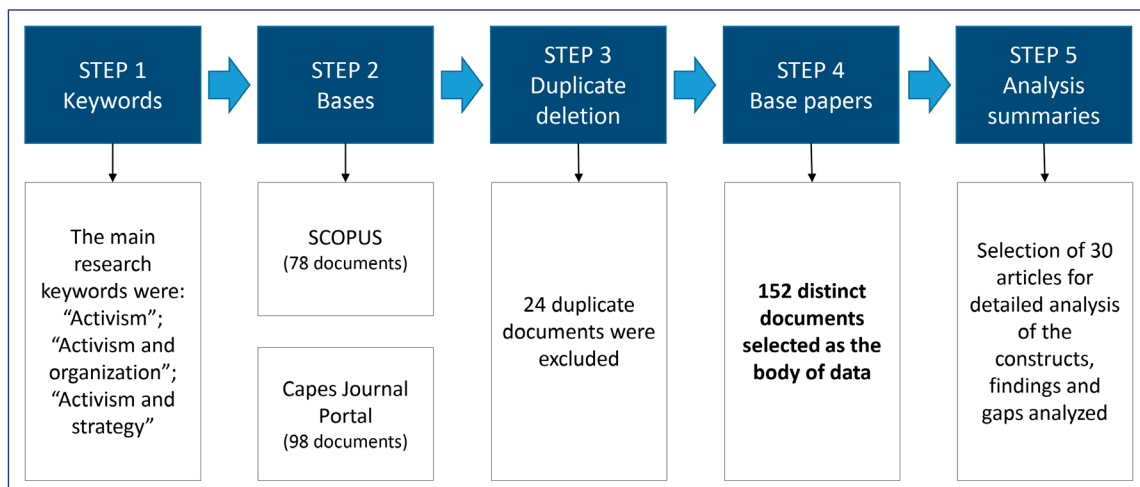 STEP 1
Keywords
STEP 2
Bases
STEP 3
Duplicate
deletion
STEP 4
Base papers
STEP 5
Analysis
summaries
The main
research
keywords were:
“Activism”;
“Activism and
organization”;
“Activism and
strategy”
SCOPUS
(78 documents)
Capes Journal
Portal
(98 documents)
24 duplicate
documents were
excluded
152 distinct
documents
selected as the
body of data
Selection of 30
articles for
detailed analysis
of the
constructs,
findings and
gaps analyzed